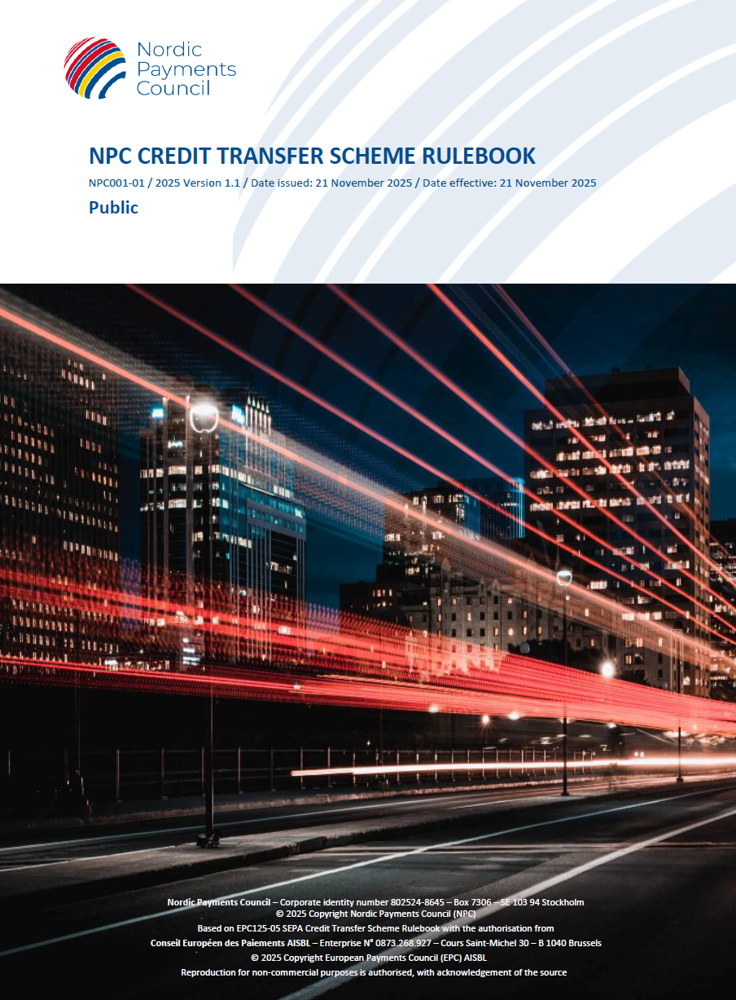 Nordic
Payments
Council
NPC CREDIT TRANSFER SCHEME RULEBOOK
NPC001-01 / 2025 Version 1.1 / Date issued: 21 November 2025 / Date effective: 21 November 2025
Public
Nordic Payments Council – Corporate identity number 802524-8645 – Box 7306 – SE 103 94 Stockholm
© 2025 Copyright Nordic Payments Council (NPC)
Based on EPC125-05 SEPA Credit Transfer Scheme Rulebook with the authorisation from
Conseil Européen des Paiements AISBL – Enterprise N° 0873.268.927 – Cours Saint-Michel 30 – B 1040 Brussels
© 2025 Copyright European Payments Council (EPC) AISBL
Reproduction for non-commercial purposes is authorised, with acknowledgement of the source